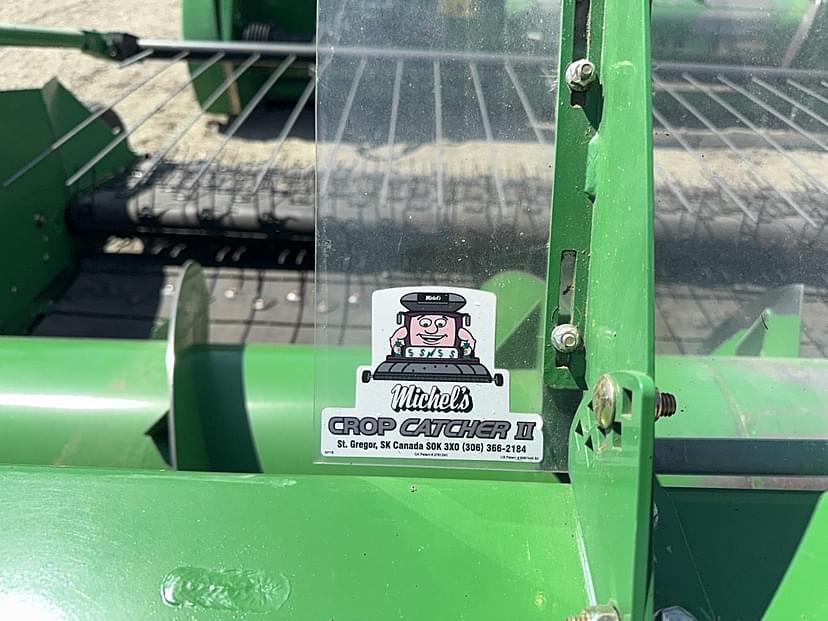 Michel's
$ $ N $ $
Michel's
CROP CATCHER II
St. Gregor, SK Canada S0K 3X0 (306) 366-2184